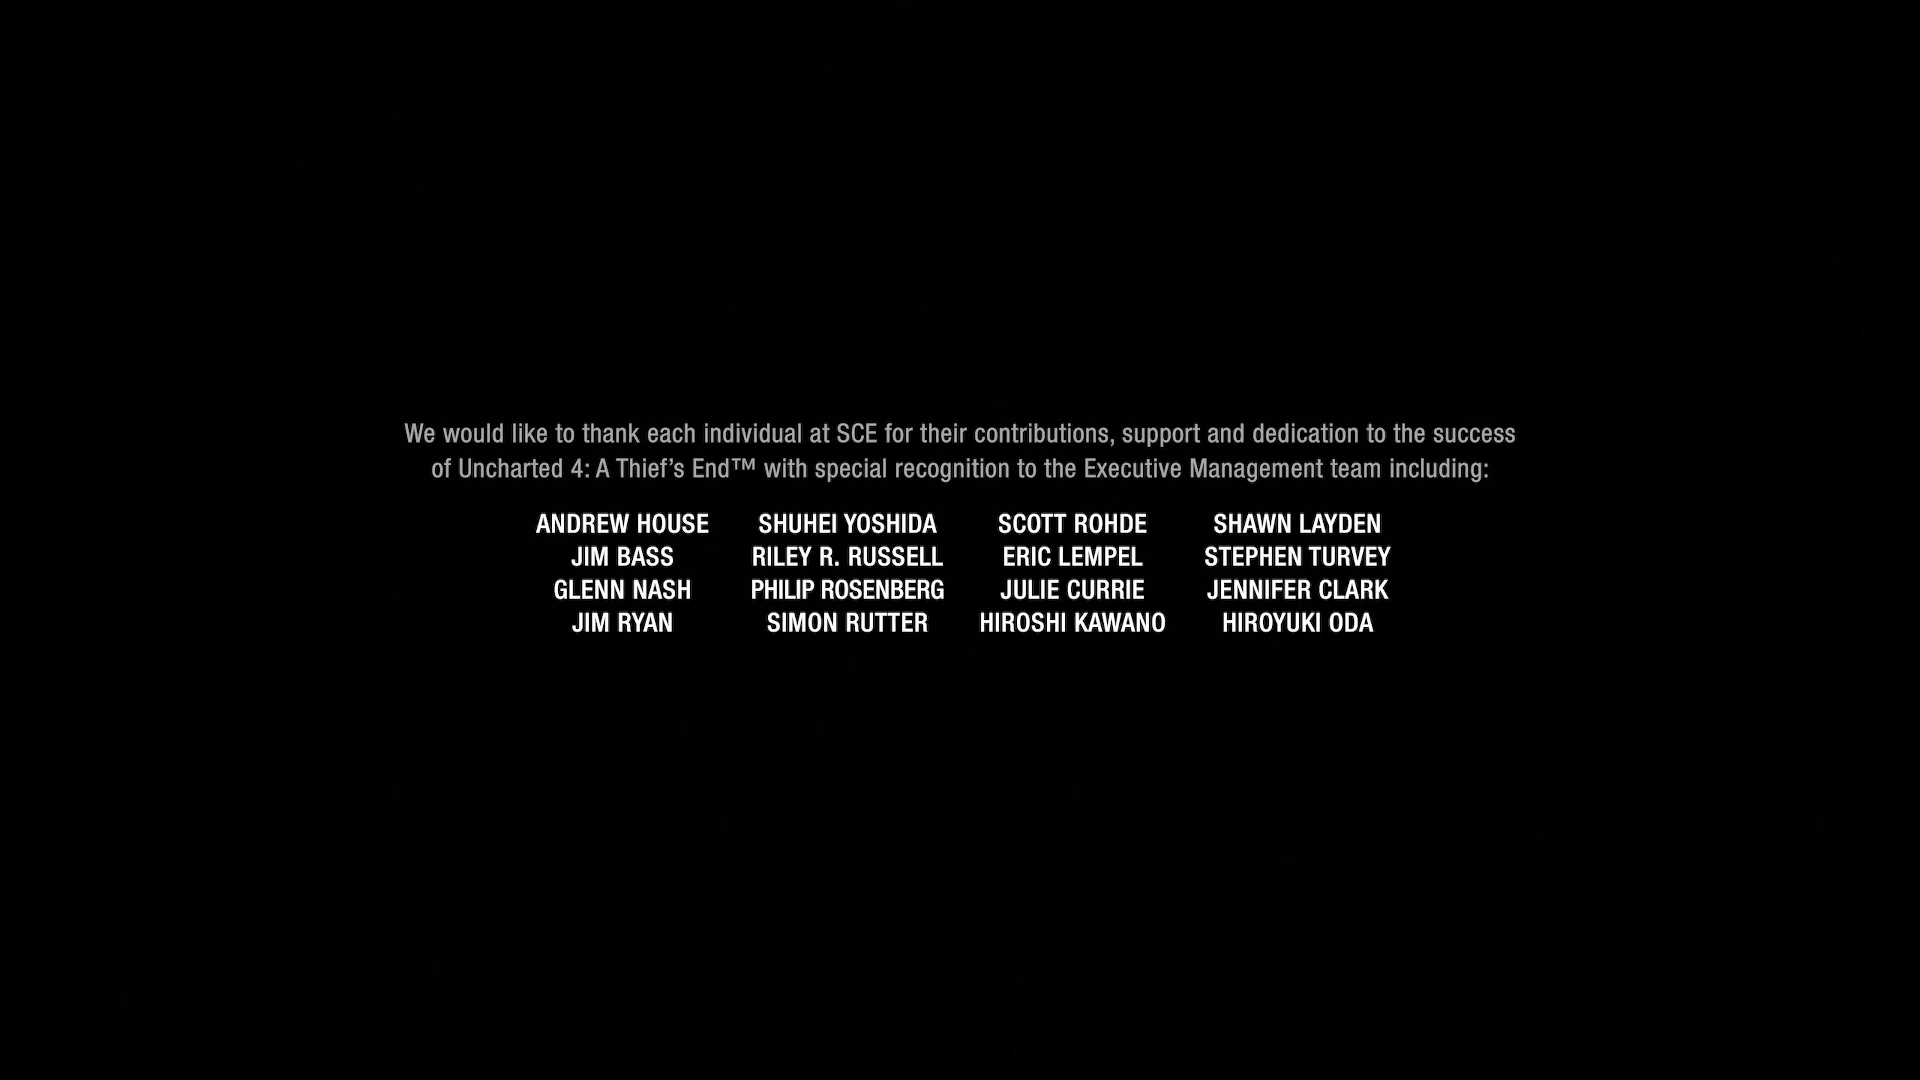 We would like to thank each individual at SCE for their contributions, support and dedication to the success
of Uncharted 4: A Thief’s End™ with special recognition to the Executive Management team including:
ANDREW HOUSE SHUHEI YOSHIDA SCOTT ROHDE SHAWN LAYDEN
JIM BASS RILEY R. RUSSELL ERIC LEMPEL STEPHEN TURVEY
GLENN NASH PHILIP ROSENBERG JULIE CURRIE JENNIFER CLARK
JIM RYAN SIMON RUTTER HIROSHI KAWANO HIROYUKI ODA